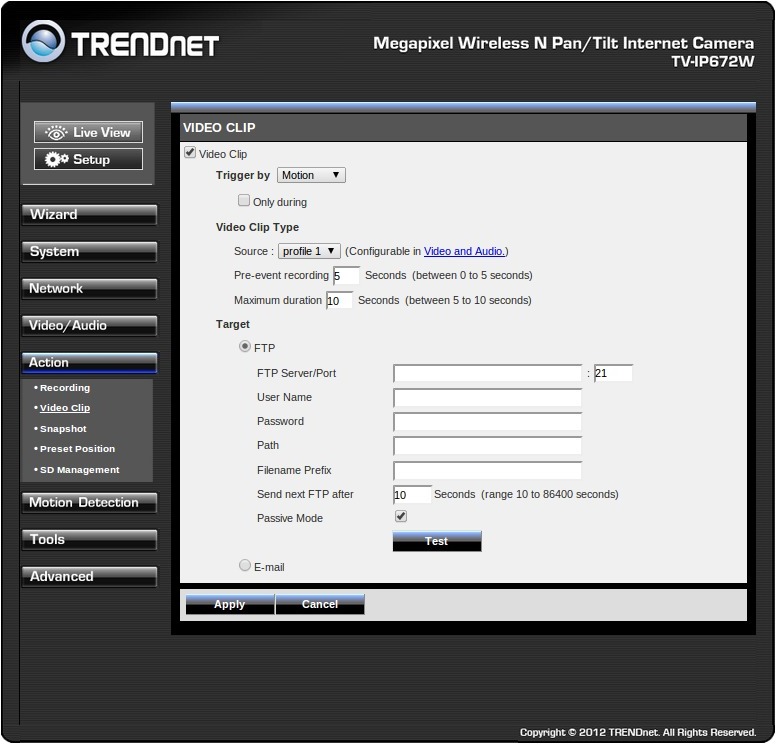 TRENDNET
Megapixel Wireless N Pan/Tilt Internet Camera
TV-IP672W
Live View
Setup
Wizard
System
Network
Video/Audio
Action
• Recording
• Video Clip
• Snapshot
• Preset Position
• SD Management
Motion Detection
Tools
Advanced
VIDEO CLIP
Video Clip
Trigger by Motion ▼
Only during
Video Clip Type
Source : profile 1 ▼ (Configurable in Video and Audio.)
Pre-event recording 5 Seconds (between 0 to 5 seconds)
Maximum duration 10 Seconds (between 5 to 10 seconds)
Target
FTP
FTP Server/Port : 21
User Name
Password
Path
Filename Prefix
Send next FTP after 10 Seconds (range 10 to 86400 seconds)
Passive Mode
Test
E-mail
Apply Cancel
Copyright © 2012 TRENDnet. All Rights Reserved.